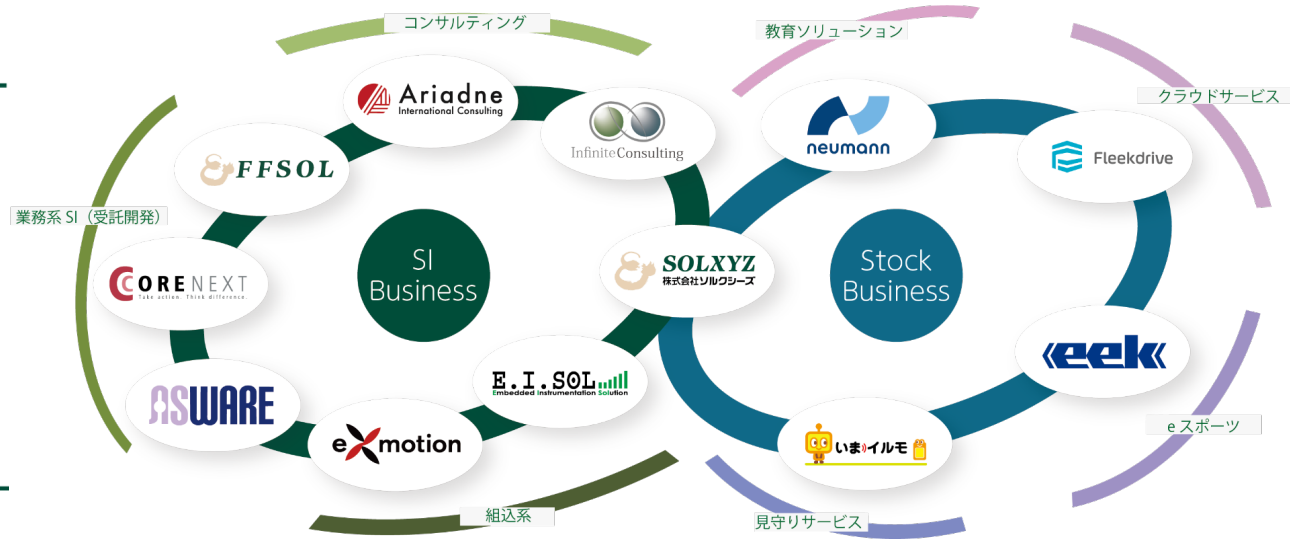 コンサルティング
教育ソリューション
クラウドサービス
Ariadne
International Consulting
Infinite Consulting
neumann
Fleekdrive
FFSOL
業務系 SI（受託開発）
SI
Business
SOLXYZ
株式会社ソルクシーズ
Stock
Business
CORENEXT
Take action. Think difference.
eek
E.I.SOL
Embedded Instrumentation Solution
ASWARE
eXmotion
いまイルモ
eスポーツ
組込系
見守りサービス